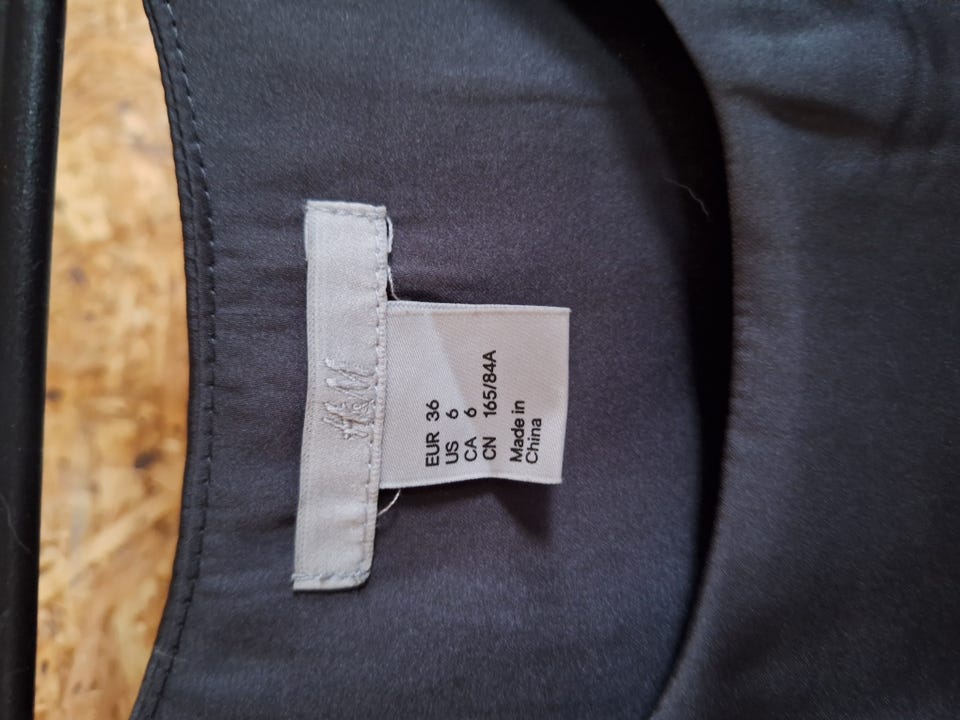 H&M
EUR 36
US 6
CA 6
CN 165/84A
Made in
China